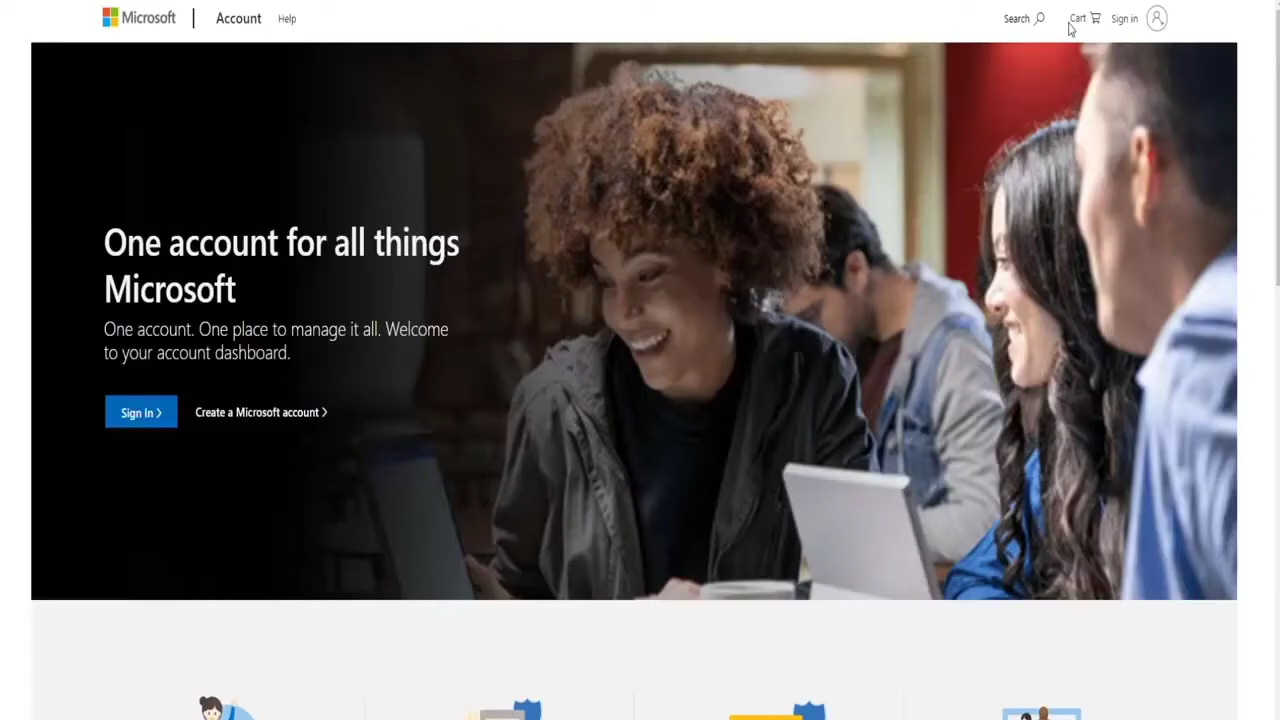 Microsoft | Account Help Search Cart Sign in
One account for all things
Microsoft
One account. One place to manage it all. Welcome
to your account dashboard.
Sign In > Create a Microsoft account >